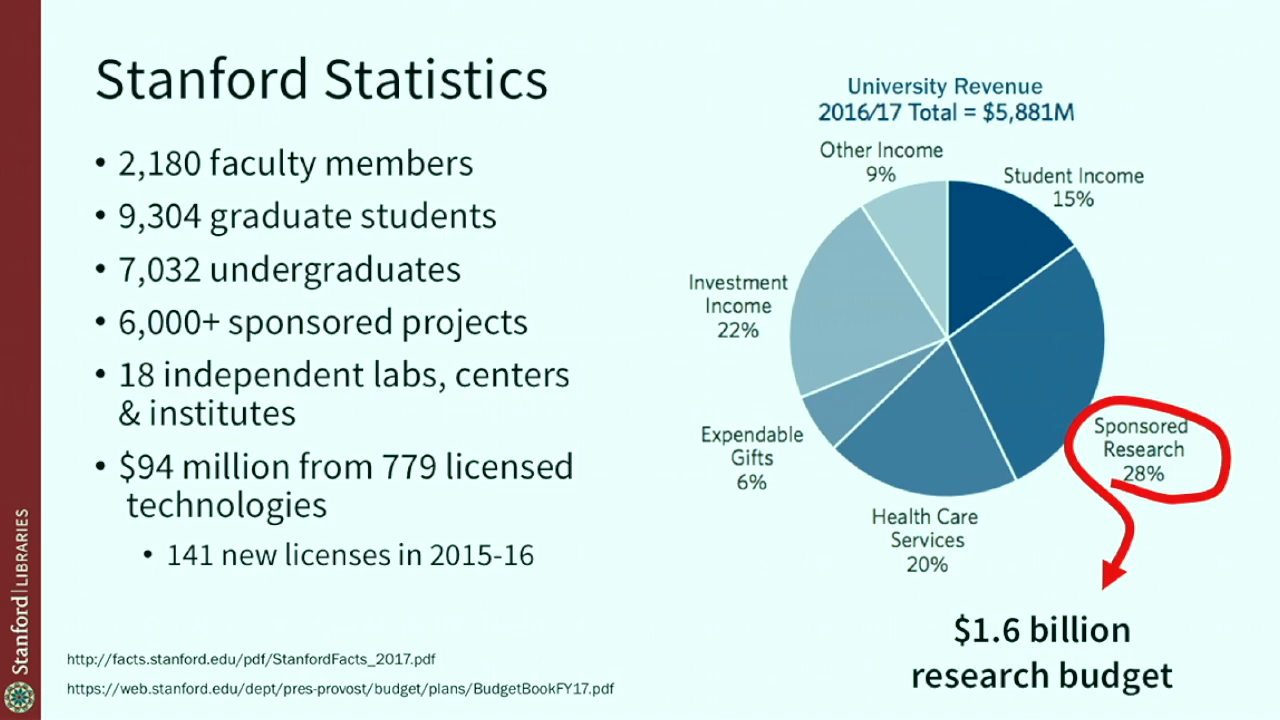 Stanford Statistics
• 2,180 faculty members
• 9,304 graduate students
• 7,032 undergraduates
• 6,000+ sponsored projects
• 18 independent labs, centers
& institutes
• $94 million from 779 licensed
technologies
• 141 new licenses in 2015-16
http://facts.stanford.edu/pdf/StanfordFacts_2017.pdf
https://web.stanford.edu/dept/pres-provost/budget/plans/BudgetBookFY17.pdf
University Revenue
2016/17 Total = $5,881M
Other Income
9%
Student Income
15%
Investment
Income
22%
Sponsored
Research
28%
Expendable
Gifts
6%
Health Care
Services
20%
$1.6 billion
research budget
Stanford | LIBRARIES